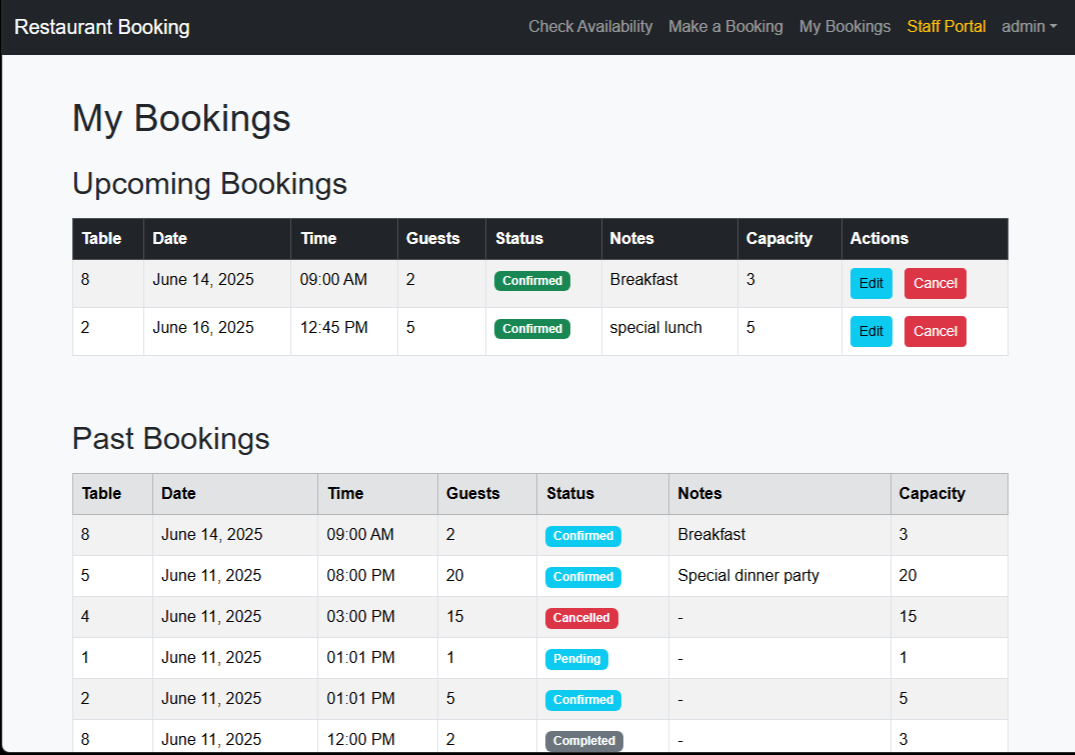 Restaurant Booking Check Availability Make a Booking My Bookings Staff Portal admin
My Bookings
Upcoming Bookings
Table Date Time Guests Status Notes Capacity Actions
8 June 14, 2025 09:00 AM 2 Confirmed Breakfast 3 Edit Cancel
2 June 16, 2025 12:45 PM 5 Confirmed special lunch 5 Edit Cancel
Past Bookings
Table Date Time Guests Status Notes Capacity
8 June 14, 2025 09:00 AM 2 Confirmed Breakfast 3
5 June 11, 2025 08:00 PM 20 Confirmed Special dinner party 20
4 June 11, 2025 03:00 PM 15 Cancelled - 15
1 June 11, 2025 01:01 PM 1 Pending - 1
2 June 11, 2025 01:01 PM 5 Confirmed - 5
8 June 11, 2025 12:00 PM 2 Completed - 3